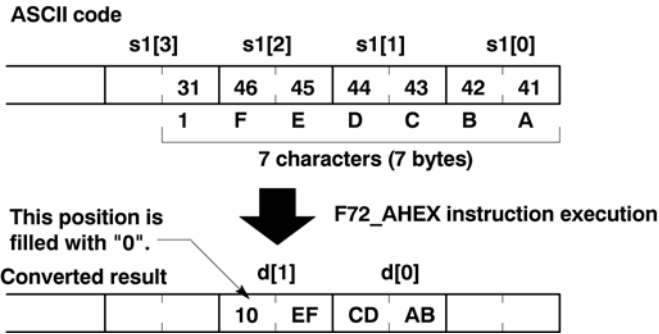 ASCII code
s1[3] s1[2] s1[1] s1[0]
31 46 45 44 43 42 41
1 F E D C B A
7 characters (7 bytes)
F72_AHEX instruction execution
This position is
filled with "0".
Converted result d[1] d[0]
10 EF CD AB